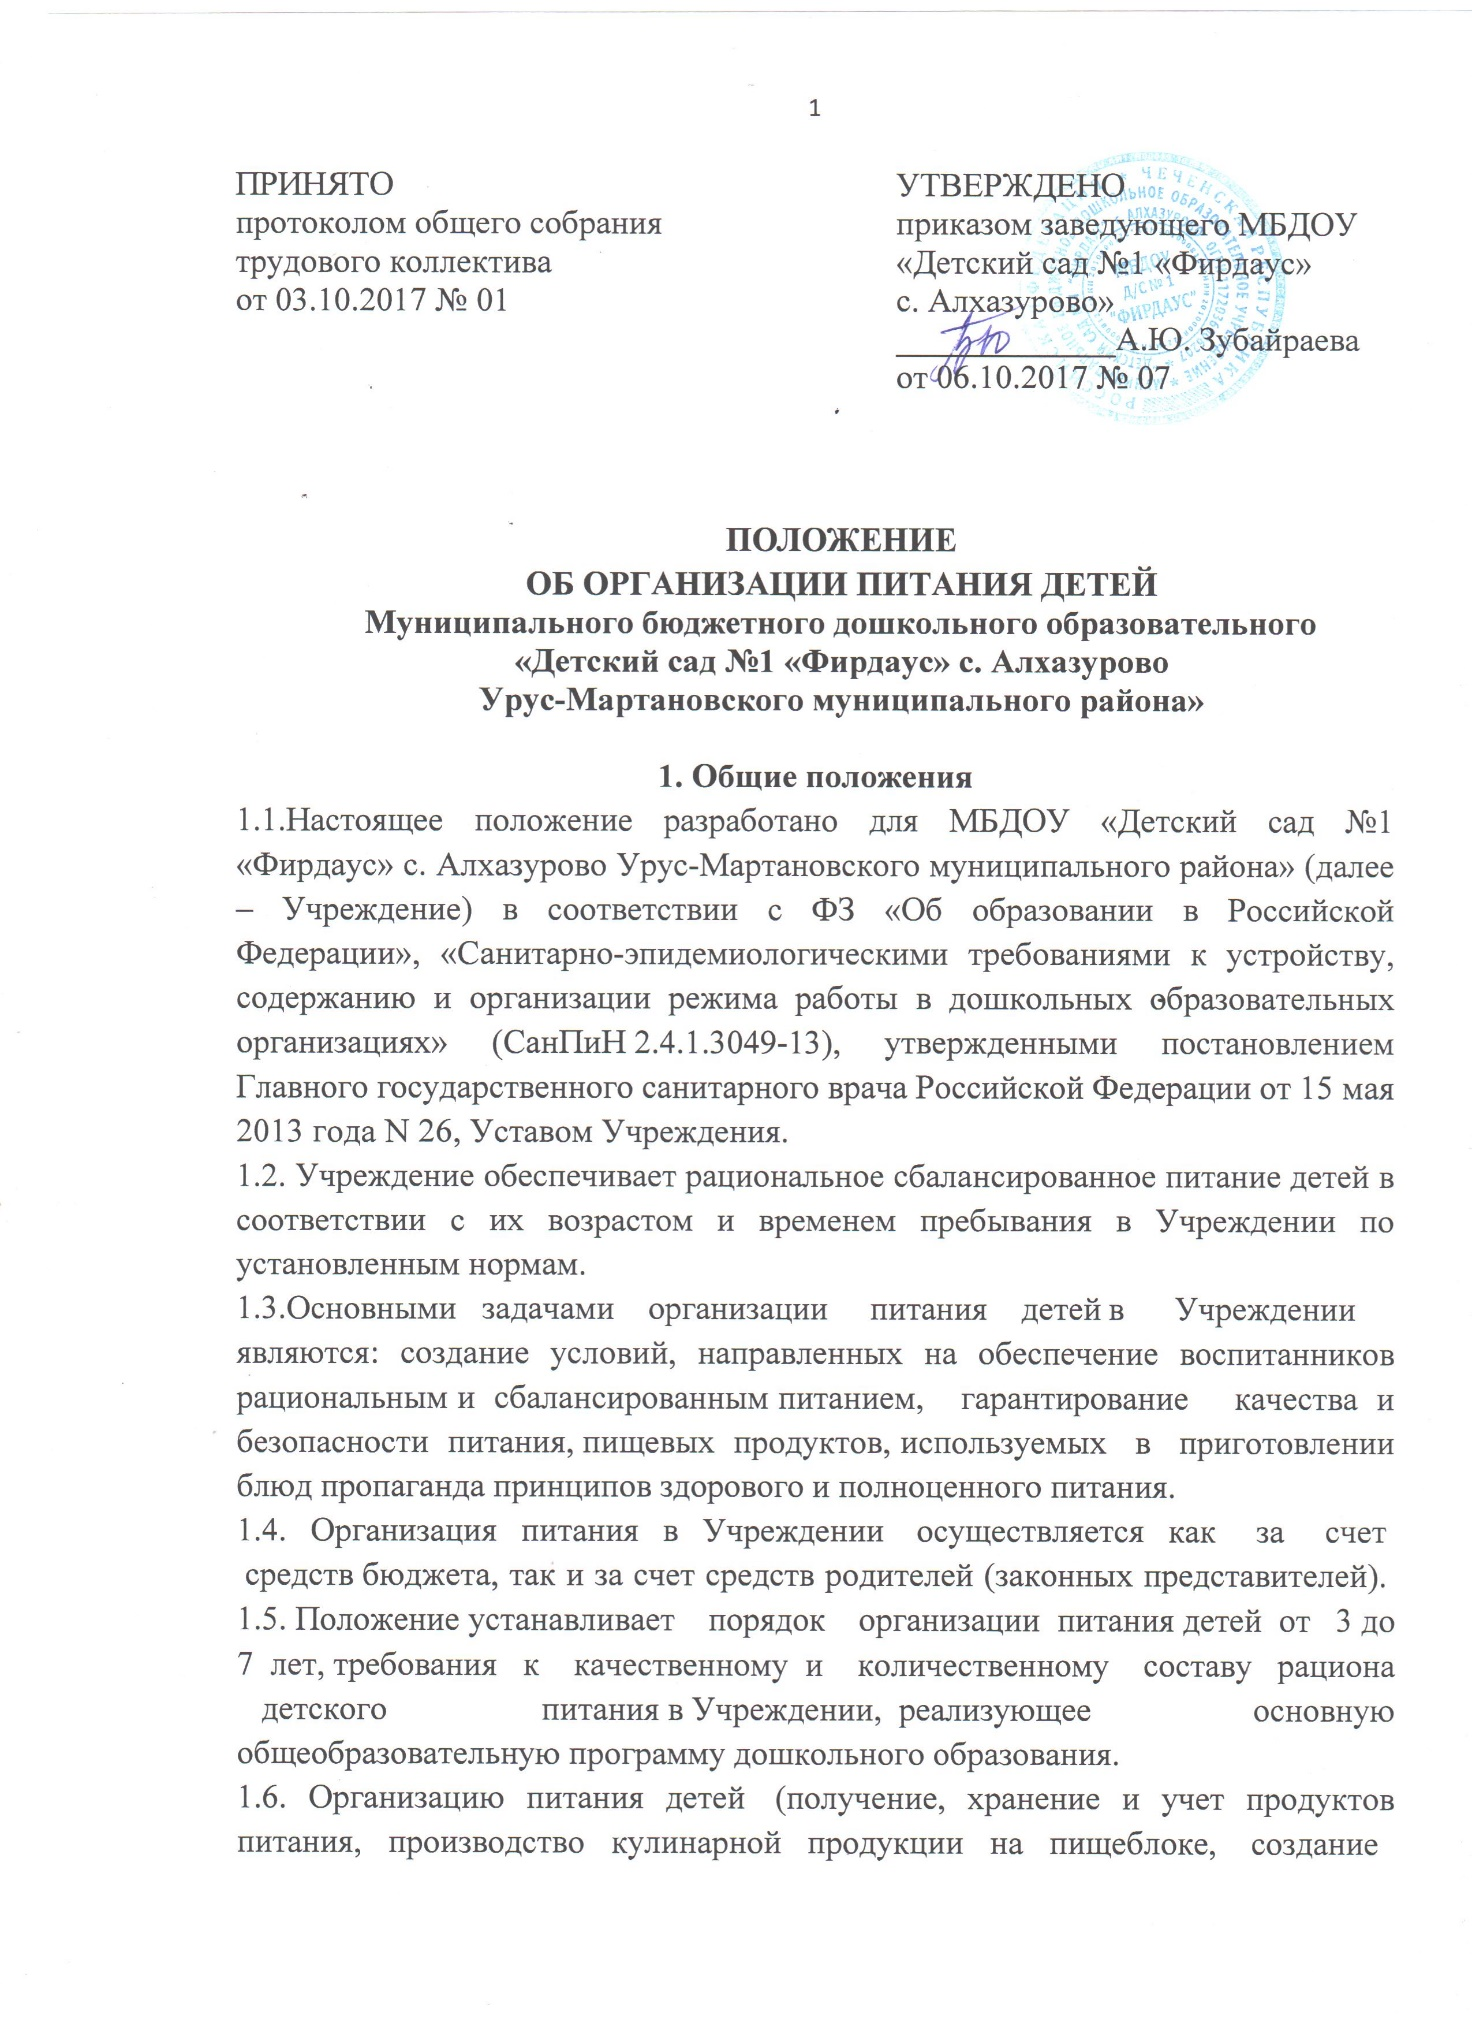 1
ПРИНЯТО
протоколом общего собрания
трудового коллектива
от 03.10.2017 № 01
УТВЕРЖДЕНО
приказом заведующего МБДОУ
«Детский сад №1 «Фирдаус»
с. Алхазурово»
А.Ю. Зубайраева
от 06.10.2017 № 07
МБДОУ
Д/С № 1
"ФИРДАУС"
ПОЛОЖЕНИЕ
ОБ ОРГАНИЗАЦИИ ПИТАНИЯ ДЕТЕЙ
Муниципального бюджетного дошкольного образовательного
«Детский сад №1 «Фирдаус» с. Алхазурово
Урус-Мартановского муниципального района»
1. Общие положения
1.1.Настоящее положение разработано для МБДОУ «Детский сад №1
«Фирдаус» с. Алхазурово Урус-Мартановского муниципального района» (далее
– Учреждение) в соответствии с ФЗ «Об образовании в Российской
Федерации», «Санитарно-эпидемиологическими требованиями к устройству,
содержанию и организации режима работы в дошкольных образовательных
организациях» (СанПиН 2.4.1.3049-13), утвержденными постановлением
Главного государственного санитарного врача Российской Федерации от 15 мая
2013 года N 26, Уставом Учреждения.
1.2. Учреждение обеспечивает рациональное сбалансированное питание детей в
соответствии с их возрастом и временем пребывания в Учреждении по
установленным нормам.
1.3.Основными задачами организации питания детей в Учреждении
являются: создание условий, направленных на обеспечение воспитанников
рациональным и сбалансированным питанием, гарантирование качества и
безопасности питания, пищевых продуктов, используемых в приготовлении
блюд пропаганда принципов здорового и полноценного питания.
1.4. Организация питания в Учреждении осуществляется как за счет
средств бюджета, так и за счет средств родителей (законных представителей).
1.5. Положение устанавливает порядок организации питания детей от 3 до
7 лет, требования к качественному и количественному составу рациона
детского питания в Учреждении, реализующее основную
общеобразовательную программу дошкольного образования.
1.6. Организацию питания детей (получение, хранение и учет продуктов
питания, производство кулинарной продукции на пищеблоке, создание